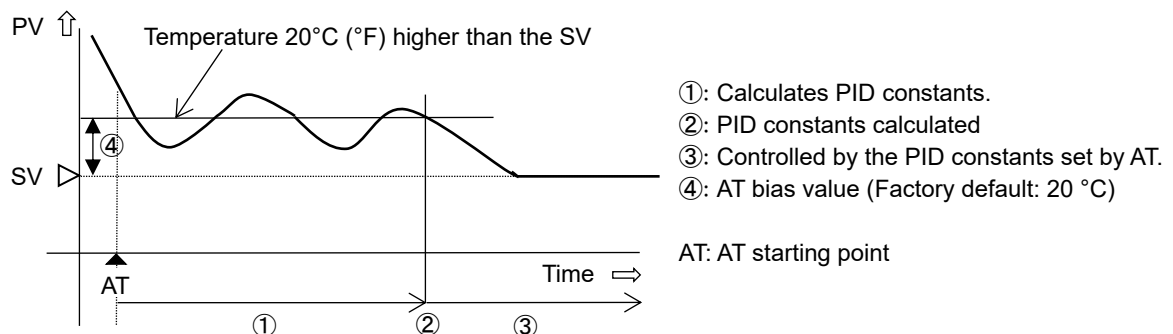 PV ⇧
Temperature 20°C (°F) higher than the SV
④
SV
AT
Time ⇨
① ② ③
①: Calculates PID constants.
②: PID constants calculated
③: Controlled by the PID constants set by AT.
④: AT bias value (Factory default: 20 °C)
AT: AT starting point